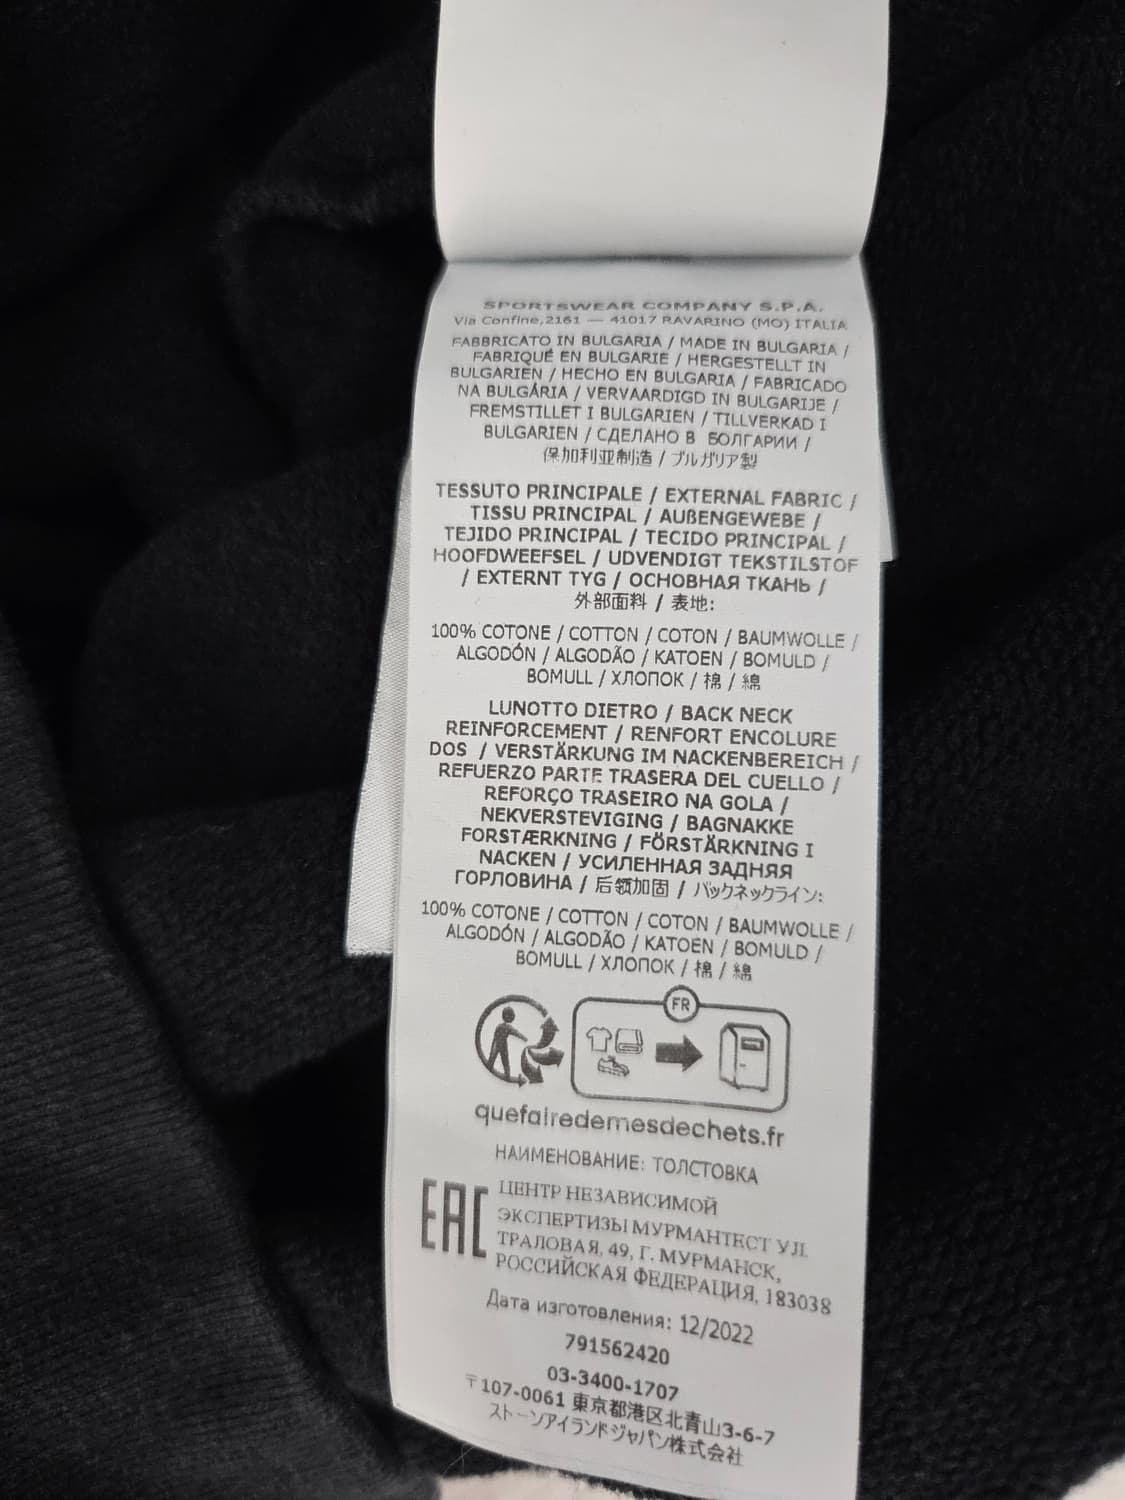 SPORTSWEAR COMPANY S.P.A.
Via Confine,2161 — 41017 RAVARINO (MO) ITALIA
FABBRICATO IN BULGARIA / MADE IN BULGARIA /
FABRIQUÉ EN BULGARIE / HERGESTELLT IN
BULGARIEN / HECHO EN BULGARIA / FABRICADO
NA BULGÁRIA / VERVAARDIGD IN BULGARIJE /
FREMSTILLET I BULGARIEN / TILLVERKAD I
BULGARIEN / СДЕЛАНО В БОЛГАРИИ /
保加利亚制造 / ブルガリア製
TESSUTO PRINCIPALE / EXTERNAL FABRIC /
TISSU PRINCIPAL / AUßENGEWEBE /
TEJIDO PRINCIPAL / TECIDO PRINCIPAL /
HOOFDWEEFSEL / UDVENDIGT TEKSTILSTOF
/ EXTERNT TYG / ОСНОВНАЯ ТКАНЬ /
外部面料 / 表地:
100% COTONE / COTTON / COTON / BAUMWOLLE /
ALGODÓN / ALGODÃO / KATOEN / BOMULD /
BOMULL / ХЛОПОК / 棉 / 綿
LUNOTTO DIETRO / BACK NECK
REINFORCEMENT / RENFORT ENCOLURE
DOS / VERSTÄRKUNG IM NACKENBEREICH /
REFUERZO PARTE TRASERA DEL CUELLO /
REFORÇO TRASEIRO NA GOLA /
NEKVERSTEVIGING / BAGNAKKE
FORSTÆRKNING / FÖRSTÄRKNING I
NACKEN / УСИЛЕННАЯ ЗАДНЯЯ
ГОРЛОВИНА / 后领加固 / バックネックライン:
100% COTONE / COTTON / COTON / BAUMWOLLE /
ALGODÓN / ALGODÃO / KATOEN / BOMULD /
BOMULL / ХЛОПОК / 棉 / 綿
FR
quefairedemesdechets.fr
НАИМЕНОВАНИЕ: ТОЛСТОВКА
EAC
ЦЕНТР НЕЗАВИСИМОЙ
ЭКСПЕРТИЗЫ МУРМАНТЕСТ УЛ.
ТРАЛОВАЯ, 49, Г. МУРМАНСК,
РОССИЙСКАЯ ФЕДЕРАЦИЯ, 183038
Дата изготовления: 12/2022
791562420
03-3400-1707
〒107-0061 東京都港区北青山3-6-7
ストーンアイランドジャパン株式会社